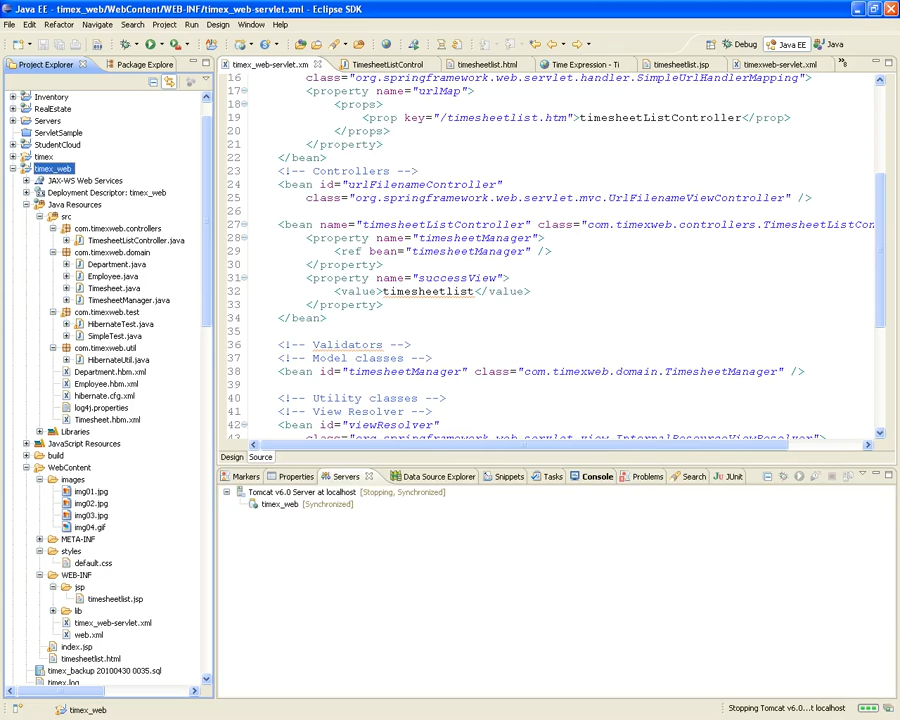 Java EE - timex_web/WebContent/WEB-INF/timex_web-servlet.xml - Eclipse SDK
File Edit Refactor Navigate Search Project Run Design Window Help
Debug Java EE Java
Project Explorer Package Explorer
Inventory
RealEstate
Servers
ServletSample
StudentCloud
timex
timex_web
JAX-WS Web Services
Deployment Descriptor: timex_web
Java Resources
src
com.timexweb.controllers
TimesheetListController.java
com.timexweb.domain
Department.java
Employee.java
Timesheet.java
TimesheetManager.java
com.timexweb.test
HibernateTest.java
SimpleTest.java
com.timexweb.util
HibernateUtil.java
Department.hbm.xml
Employee.hbm.xml
hibernate.cfg.xml
log4j.properties
Timesheet.hbm.xml
Libraries
JavaScript Resources
build
WebContent
images
img01.jpg
img02.jpg
img03.jpg
img04.gif
META-INF
styles
default.css
WEB-INF
jsp
timesheetlist.jsp
lib
timex_web-servlet.xml
web.xml
index.jsp
timesheetlist.html
timex_backup 20100430 0035.sql
timex.log
timex_web-servlet.xm TimesheetListControl timesheetlist.html Time Expression - Ti timesheetlist.jsp timexweb-servlet.xml »8
16 class="org.springframework.web.servlet.handler.SimpleUrlHandlerMapping">
17 <property name="urlMap">
18 <props>
19 <prop key="/timesheetlist.htm">timesheetListController</prop>
20 </props>
21 </property>
22 </bean>
23 <!-- Controllers -->
24 <bean id="urlFilenameController"
25 class="org.springframework.web.servlet.mvc.UrlFilenameViewController" />
26
27 <bean name="timesheetListController" class="com.timexweb.controllers.TimesheetListCon
28 <property name="timesheetManager">
29 <ref bean="timesheetManager" />
30 </property>
31 <property name="successView">
32 <value>timesheetlist</value>
33 </property>
34 </bean>
35
36 <!-- Validators -->
37 <!-- Model classes -->
38 <bean id="timesheetManager" class="com.timexweb.domain.TimesheetManager" />
39
40 <!-- Utility classes -->
41 <!-- View Resolver -->
42 <bean id="viewResolver"
43 class="org.springframework.web.servlet.view.InternalResourceViewResolver">
Design Source
Markers Properties Servers Data Source Explorer Snippets Tasks Console Problems Search JUnit
Tomcat v6.0 Server at localhost [Stopping, Synchronized]
timex_web [Synchronized]
timex_web
Stopping Tomcat v6.0...t localhost